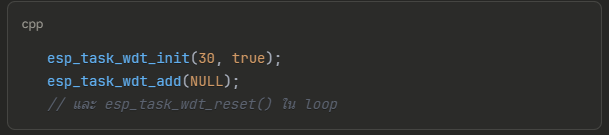 cpp
esp_task_wdt_init(30, true);
esp_task_wdt_add(NULL);
// และ esp_task_wdt_reset() ใน loop